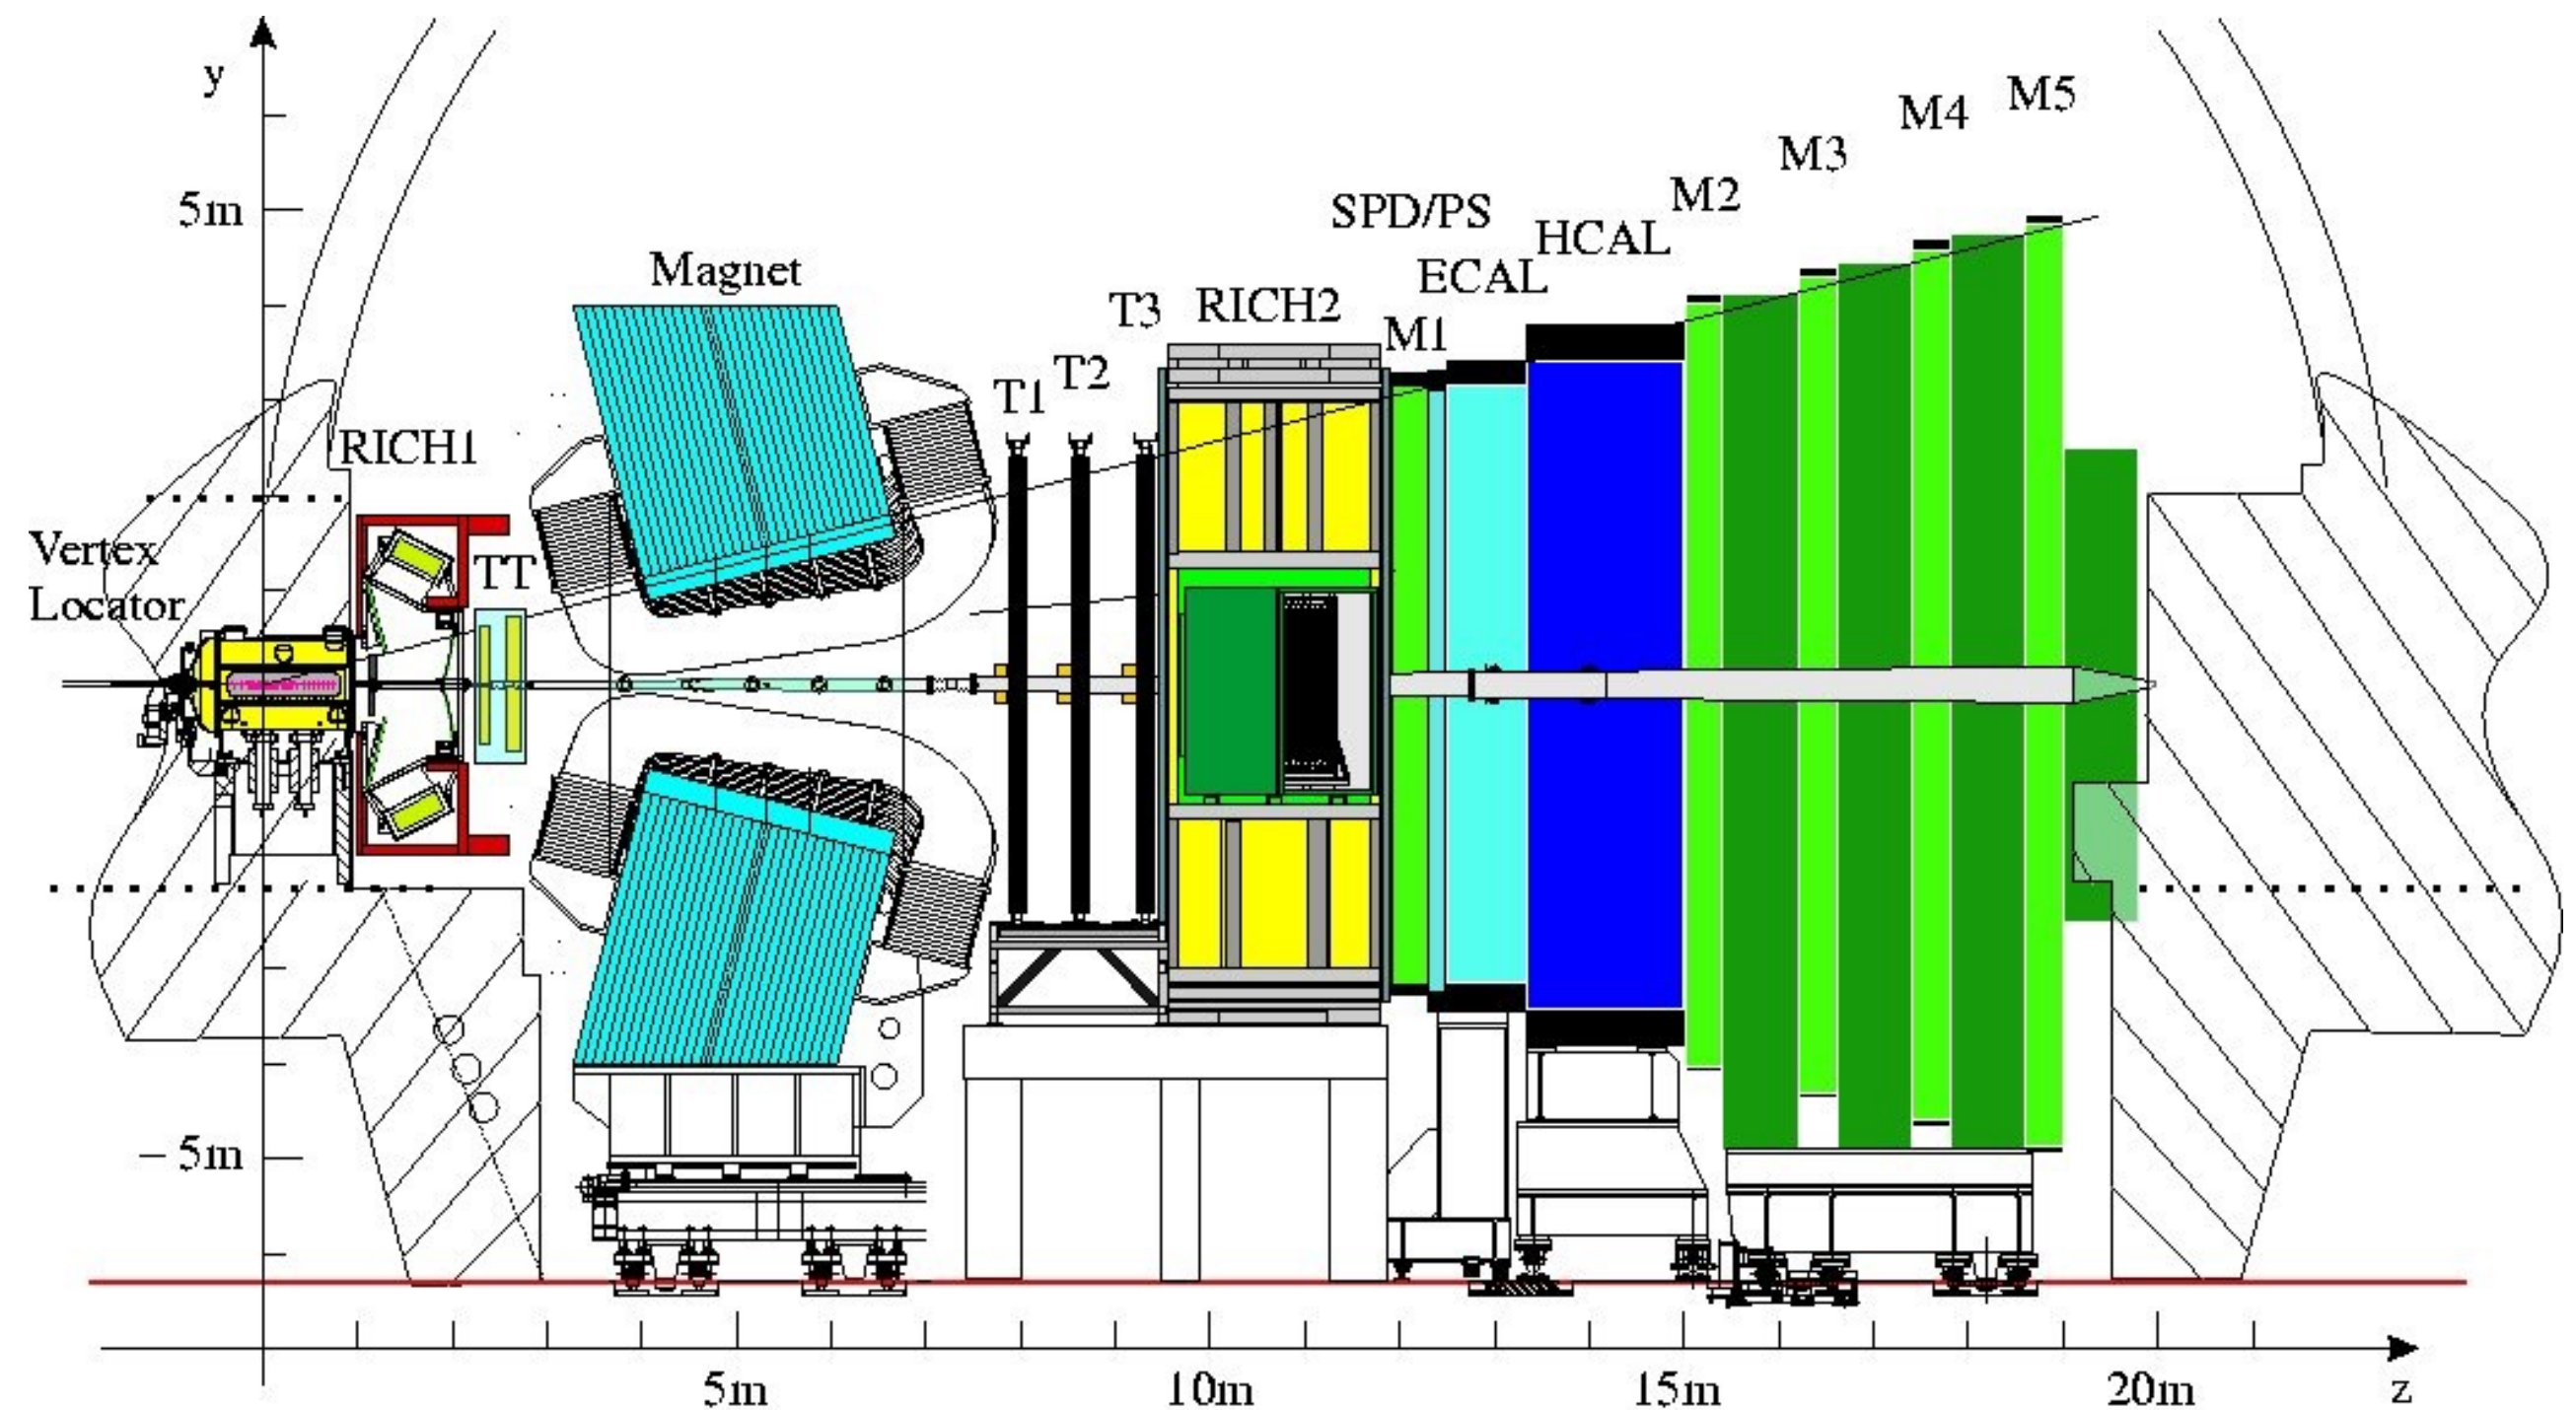 y
5m
Vertex
Locator
RICH1
TT
Magnet
T1
T2
T3
RICH2
M1
SPD/PS
ECAL
HCAL
M2
M3
M4
M5
− 5m
5m
10m
15m
20m
z